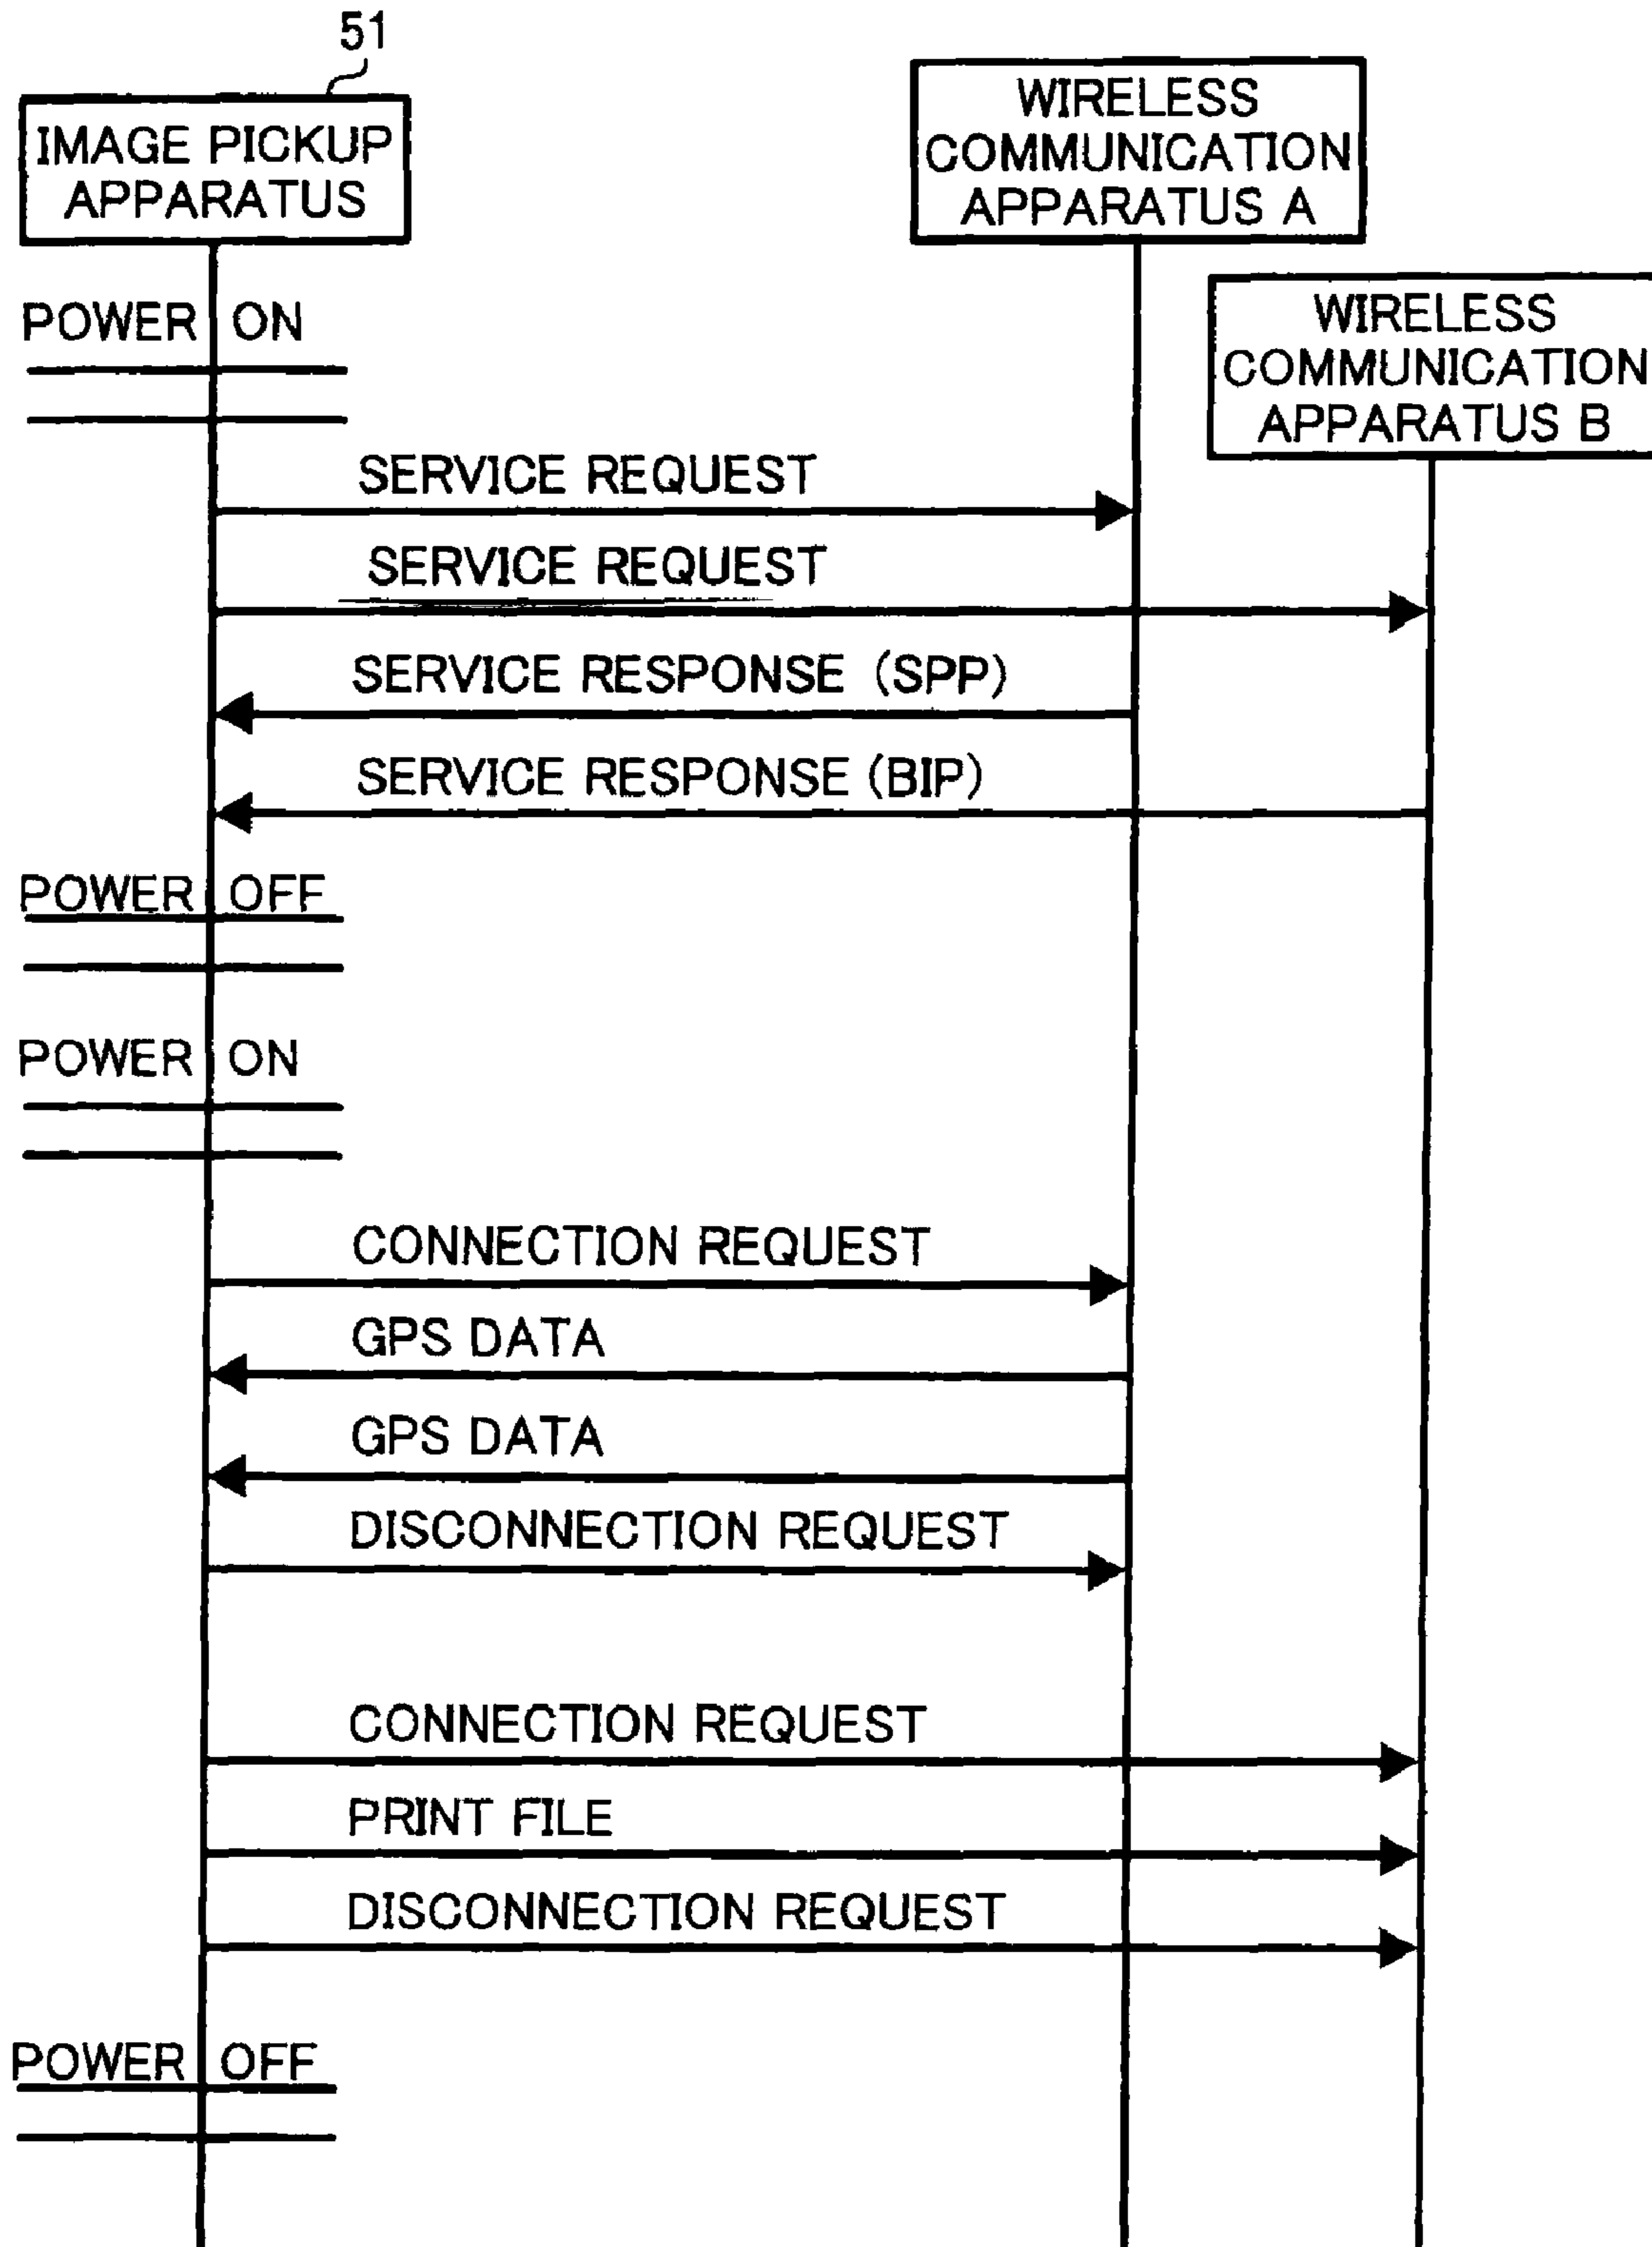 51
IMAGE PICKUP
APPARATUS
WIRELESS
COMMUNICATION
APPARATUS A
WIRELESS
COMMUNICATION
APPARATUS B
POWER ON
SERVICE REQUEST
SERVICE REQUEST
SERVICE RESPONSE (SPP)
SERVICE RESPONSE (BIP)
POWER OFF
POWER ON
CONNECTION REQUEST
GPS DATA
GPS DATA
DISCONNECTION REQUEST
CONNECTION REQUEST
PRINT FILE
DISCONNECTION REQUEST
POWER OFF